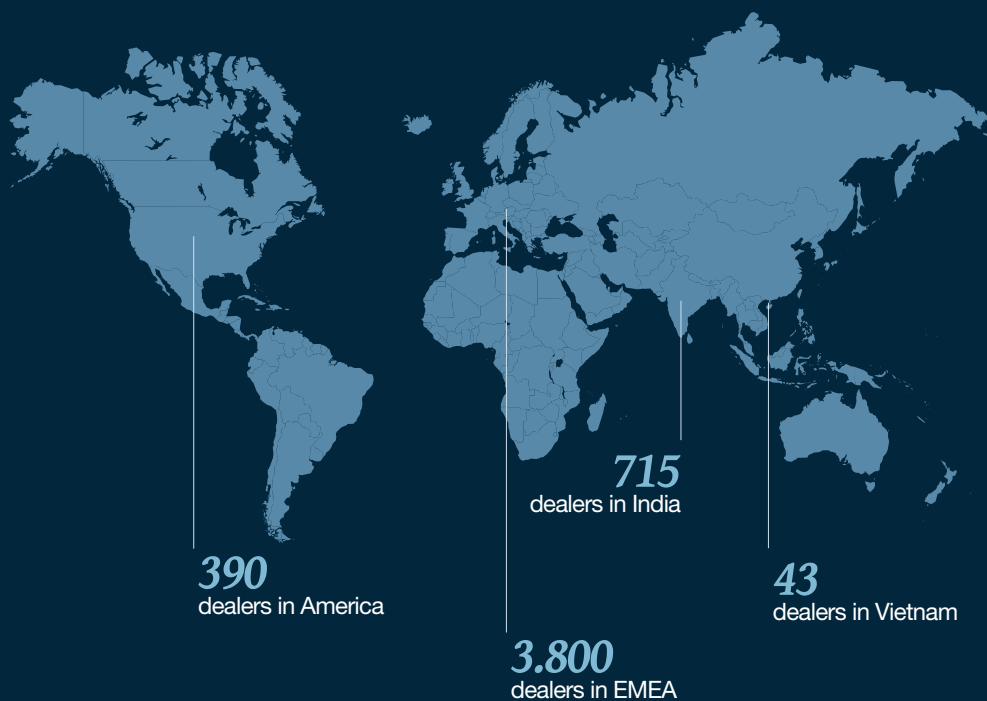 715
dealers in India
390
dealers in America
43
dealers in Vietnam
3.800
dealers in EMEA